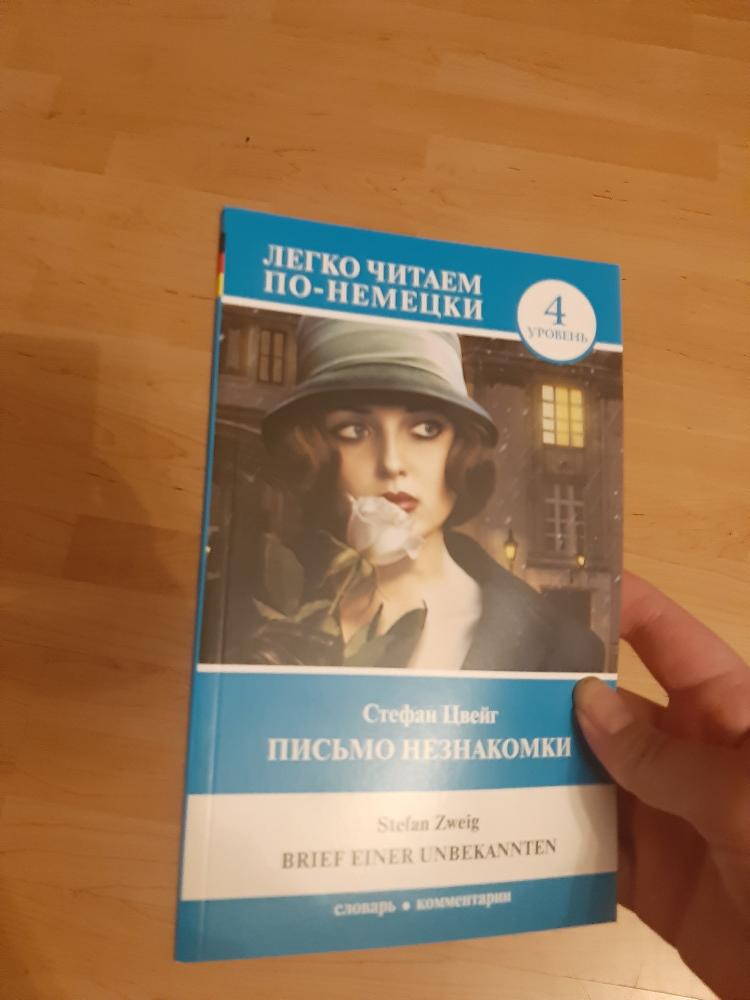 ЛЕГКО ЧИТАЕМ
ПО-НЕМЕЦКИ
4
УРОВЕНЬ
Стефан Цвейг
ПИСЬМО НЕЗНАКОМКИ
Stefan Zweig
BRIEF EINER UNBEKANNTEN
словарь • комментарии